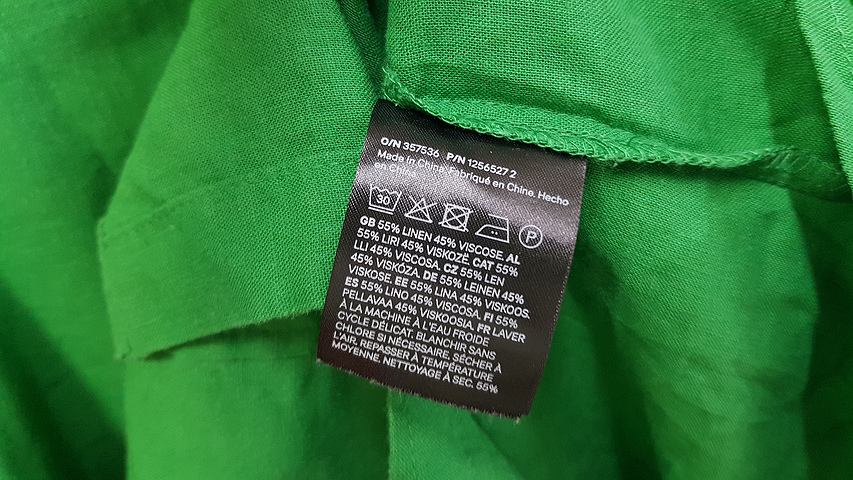 O/N 357536 P/N 1256527 2
Made in China. Fabriqué en Chine. Hecho
en China.
30 P
GB 55% LINEN 45% VISCOSE. AL
55% LIRI 45% VISKOZË. CAT 55%
LLI 45% VISCOSA. CZ 55% LEN
45% VISKÓZA. DE 55% LEINEN 45%
VISKOSE. EE 55% LINA 45% VISKOOS.
ES 55% LINO 45% VISCOSA. FI 55%
PELLAVAA 45% VISKOOSIA. FR LAVER
À LA MACHINE À L'EAU FROIDE
CYCLE DÉLICAT. BLANCHIR SANS
CHLORE SI NÉCESSAIRE. SÉCHER À
L'AIR. REPASSER À TEMPÉRATURE
MOYENNE. NETTOYAGE À SEC. 55%